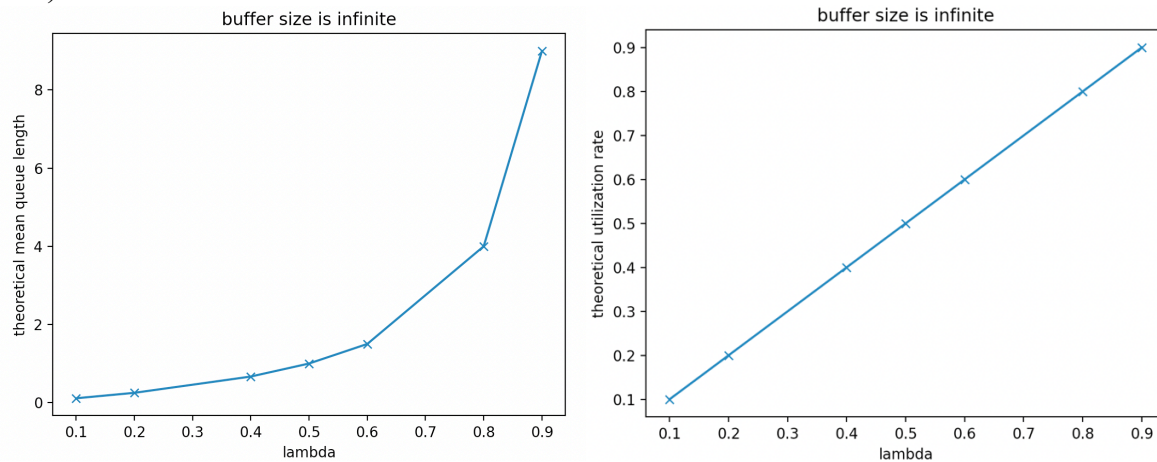 buffer size is infinite
theoretical mean queue length
8
6
4
2
0
0.1 0.2 0.3 0.4 0.5 0.6 0.7 0.8 0.9
lambda
buffer size is infinite
theoretical utilization rate
0.9
0.8
0.7
0.6
0.5
0.4
0.3
0.2
0.1
0.1 0.2 0.3 0.4 0.5 0.6 0.7 0.8 0.9
lambda